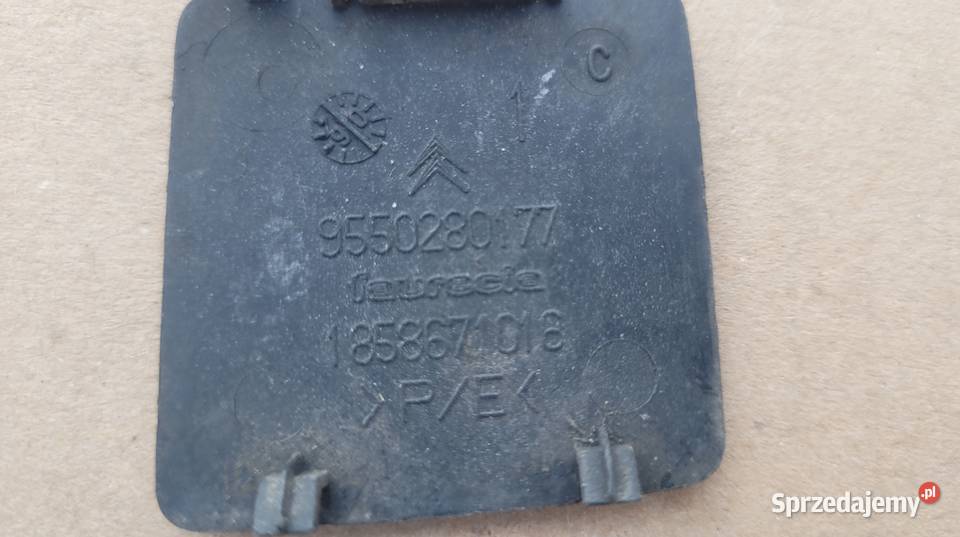 C
1
9550280177
faurecia
1858671018
>P/E<
Sprzedajemy.pl